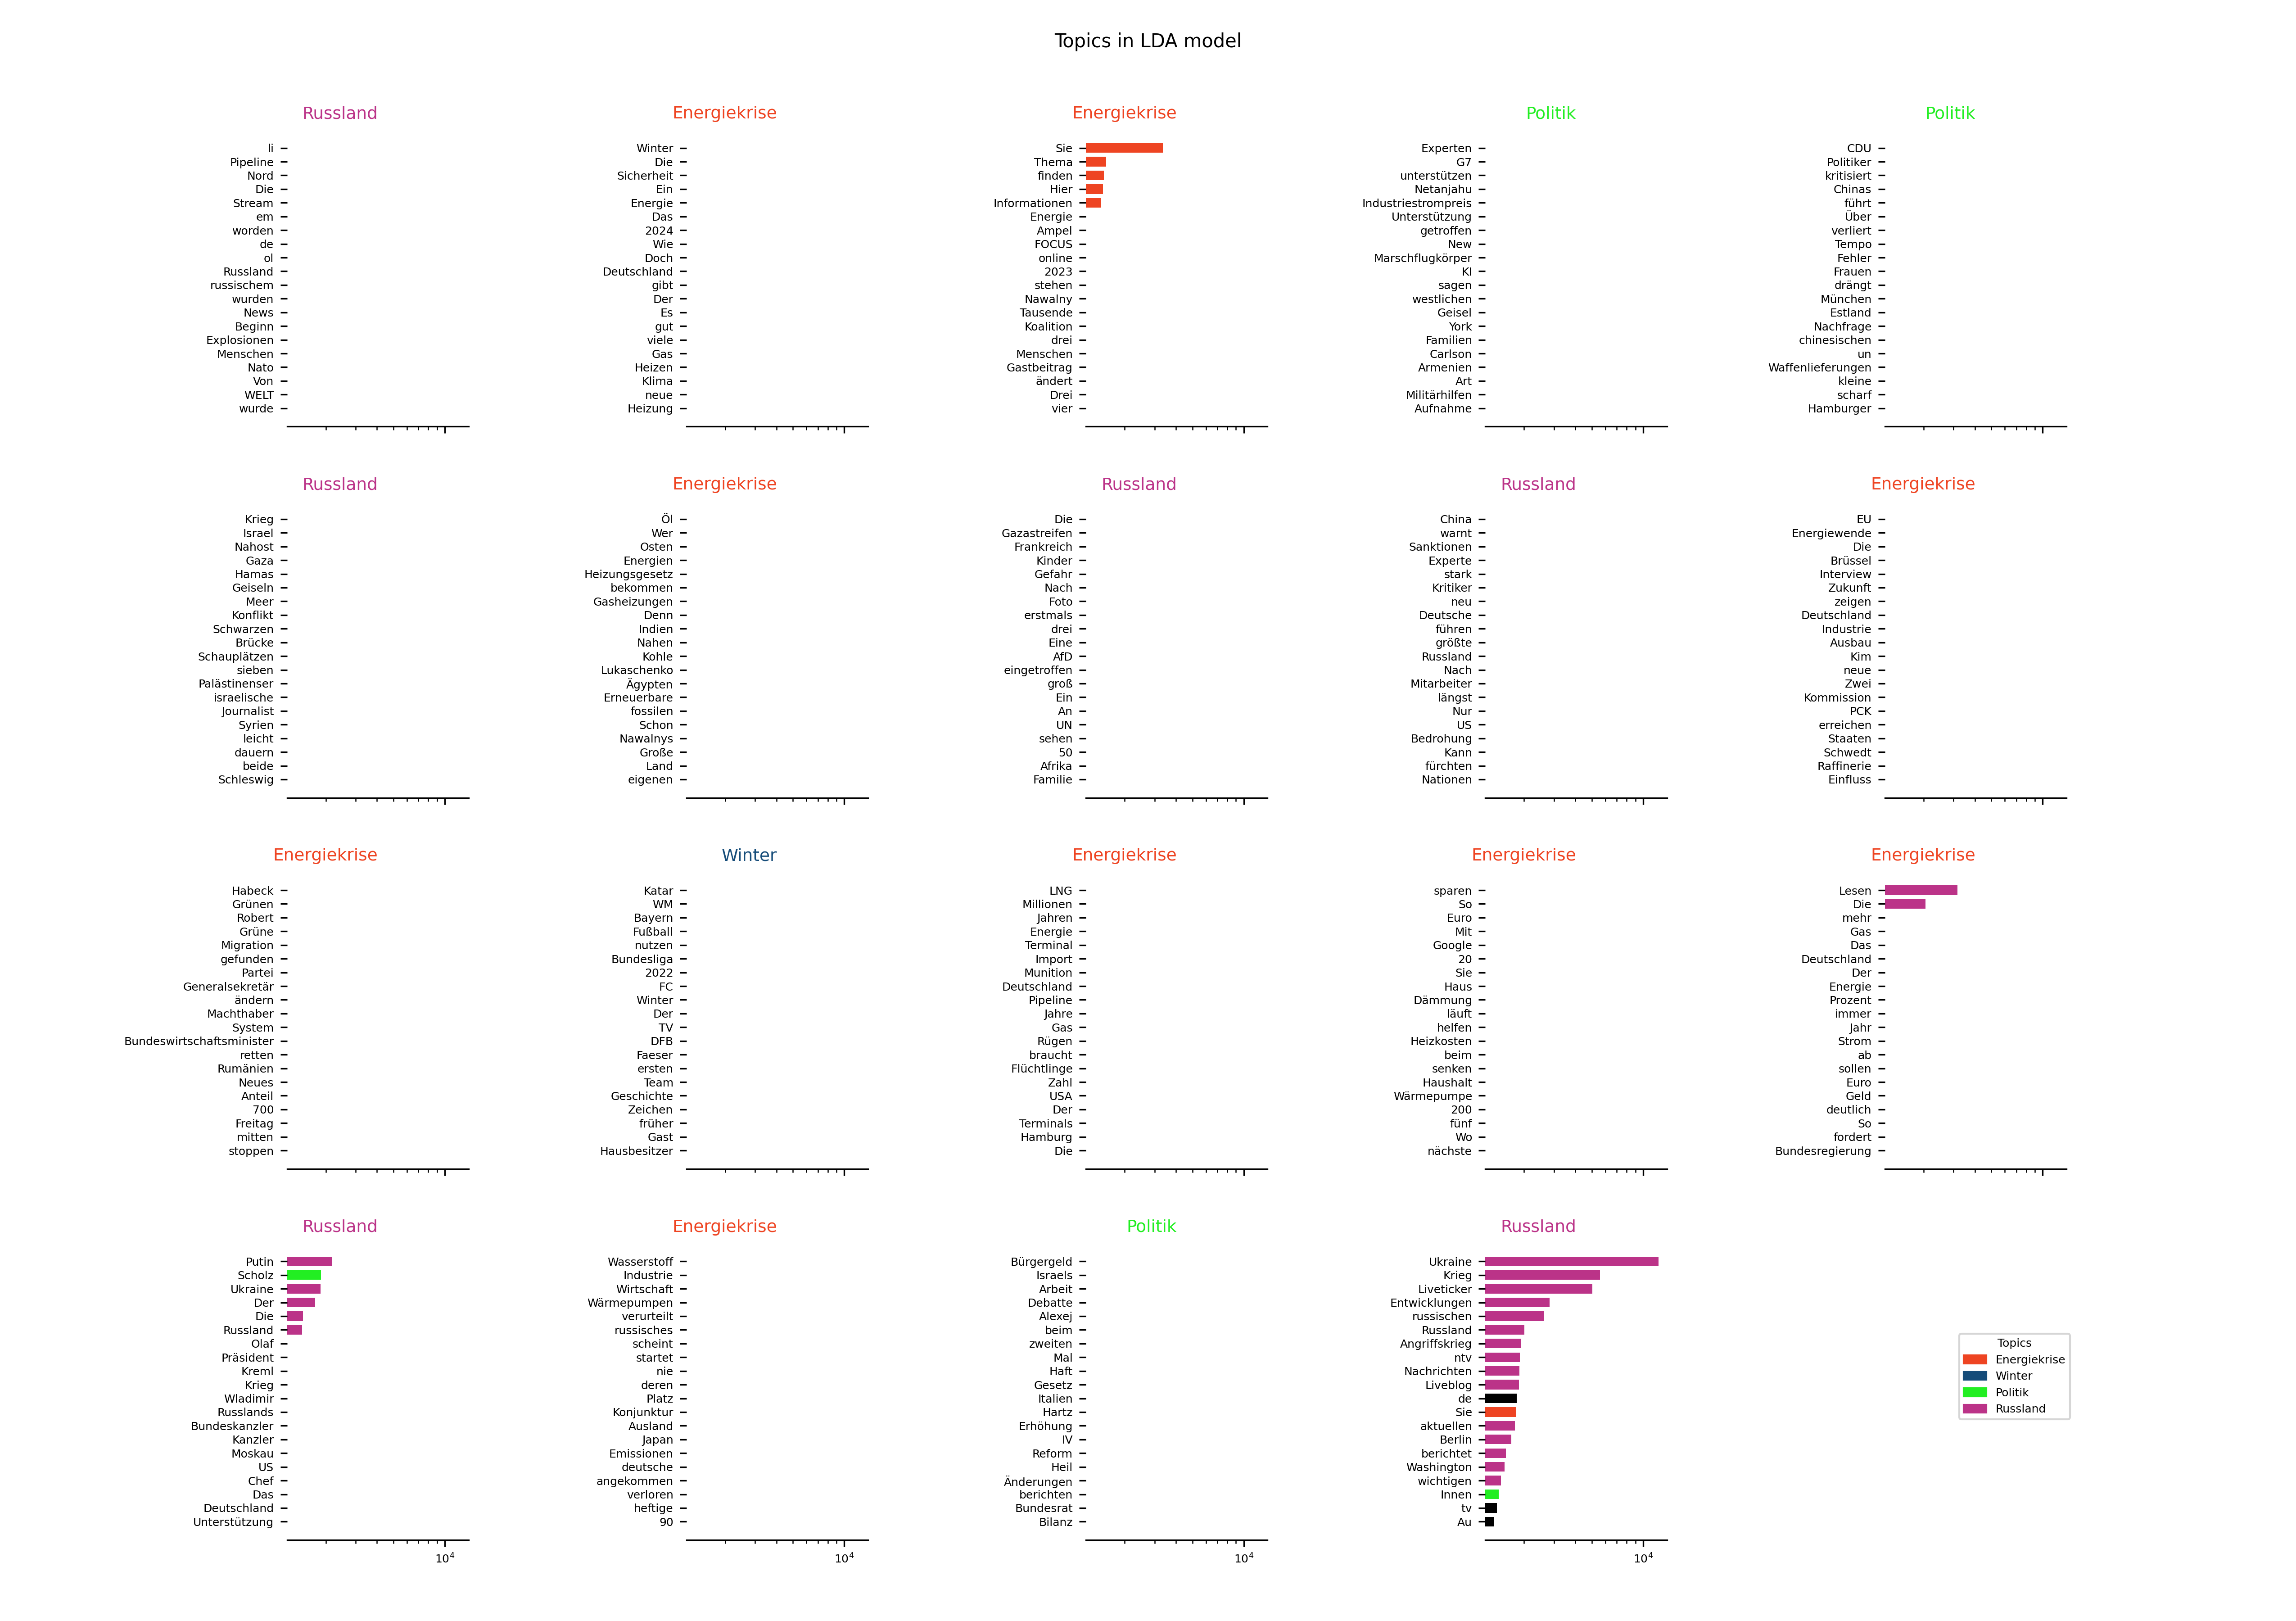 Topics in LDA model
Russland
li
Pipeline
Nord
Die
Stream
em
worden
de
ol
Russland
russischem
wurden
News
Beginn
Explosionen
Menschen
Nato
Von
WELT
wurde
Energiekrise
Winter
Die
Sicherheit
Ein
Energie
Das
2024
Wie
Doch
Deutschland
gibt
Der
Es
gut
viele
Gas
Heizen
Klima
neue
Heizung
Energiekrise
Sie
Thema
finden
Hier
Informationen
Energie
Ampel
FOCUS
online
2023
stehen
Nawalny
Tausende
Koalition
drei
Menschen
Gastbeitrag
ändert
Drei
vier
Politik
Experten
G7
unterstützen
Netanjahu
Industriestrompreis
Unterstützung
getroffen
New
Marschflugkörper
KI
sagen
westlichen
Geisel
York
Familien
Carlson
Armenien
Art
Militärhilfen
Aufnahme
Politik
CDU
Politiker
kritisiert
Chinas
führt
Über
verliert
Tempo
Fehler
Frauen
drängt
München
Estland
Nachfrage
chinesischen
un
Waffenlieferungen
kleine
scharf
Hamburger
Russland
Krieg
Israel
Nahost
Gaza
Hamas
Geiseln
Meer
Konflikt
Schwarzen
Brücke
Schauplätzen
sieben
Palästinenser
israelische
Journalist
Syrien
leicht
dauern
beide
Schleswig
Energiekrise
Öl
Wer
Osten
Energien
Heizungsgesetz
bekommen
Gasheizungen
Denn
Indien
Nahen
Kohle
Lukaschenko
Ägypten
Erneuerbare
fossilen
Schon
Nawalnys
Große
Land
eigenen
Russland
Die
Gazastreifen
Frankreich
Kinder
Gefahr
Nach
Foto
erstmals
drei
Eine
AfD
eingetroffen
groß
Ein
An
UN
sehen
50
Afrika
Familie
Russland
China
warnt
Sanktionen
Experte
stark
Kritiker
neu
Deutsche
führen
größte
Russland
Nach
Mitarbeiter
längst
Nur
US
Bedrohung
Kann
fürchten
Nationen
Energiekrise
EU
Energiewende
Die
Brüssel
Interview
Zukunft
zeigen
Deutschland
Industrie
Ausbau
Kim
neue
Zwei
Kommission
PCK
erreichen
Staaten
Schwedt
Raffinerie
Einfluss
Energiekrise
Habeck
Grünen
Robert
Grüne
Migration
gefunden
Partei
Generalsekretär
ändern
Machthaber
System
Bundeswirtschaftsminister
retten
Rumänien
Neues
Anteil
700
Freitag
mitten
stoppen
Winter
Katar
WM
Bayern
Fußball
nutzen
Bundesliga
2022
FC
Winter
Der
TV
DFB
Faeser
ersten
Team
Geschichte
Zeichen
früher
Gast
Hausbesitzer
Energiekrise
LNG
Millionen
Jahren
Energie
Terminal
Import
Munition
Deutschland
Pipeline
Jahre
Gas
Rügen
braucht
Flüchtlinge
Zahl
USA
Der
Terminals
Hamburg
Die
Energiekrise
sparen
So
Euro
Mit
Google
20
Sie
Haus
Dämmung
läuft
helfen
Heizkosten
beim
senken
Haushalt
Wärmepumpe
200
fünf
Wo
nächste
Energiekrise
Lesen
Die
mehr
Gas
Das
Deutschland
Der
Energie
Prozent
immer
Jahr
Strom
ab
sollen
Euro
Geld
deutlich
So
fordert
Bundesregierung
Russland
Putin
Scholz
Ukraine
Der
Die
Russland
Olaf
Präsident
Kreml
Krieg
Wladimir
Russlands
Bundeskanzler
Kanzler
Moskau
US
Chef
Das
Deutschland
Unterstützung
10⁴
Energiekrise
Wasserstoff
Industrie
Wirtschaft
Wärmepumpen
verurteilt
russisches
scheint
startet
nie
deren
Platz
Konjunktur
Ausland
Japan
Emissionen
deutsche
angekommen
verloren
heftige
90
10⁴
Politik
Bürgergeld
Israels
Arbeit
Debatte
Alexej
beim
zweiten
Mal
Haft
Gesetz
Italien
Hartz
Erhöhung
IV
Reform
Heil
Änderungen
berichten
Bundesrat
Bilanz
10⁴
Russland
Ukraine
Krieg
Liveticker
Entwicklungen
russischen
Russland
Angriffskrieg
ntv
Nachrichten
Liveblog
de
Sie
aktuellen
Berlin
berichtet
Washington
wichtigen
Innen
tv
Au
10⁴
Topics
Energiekrise
Winter
Politik
Russland